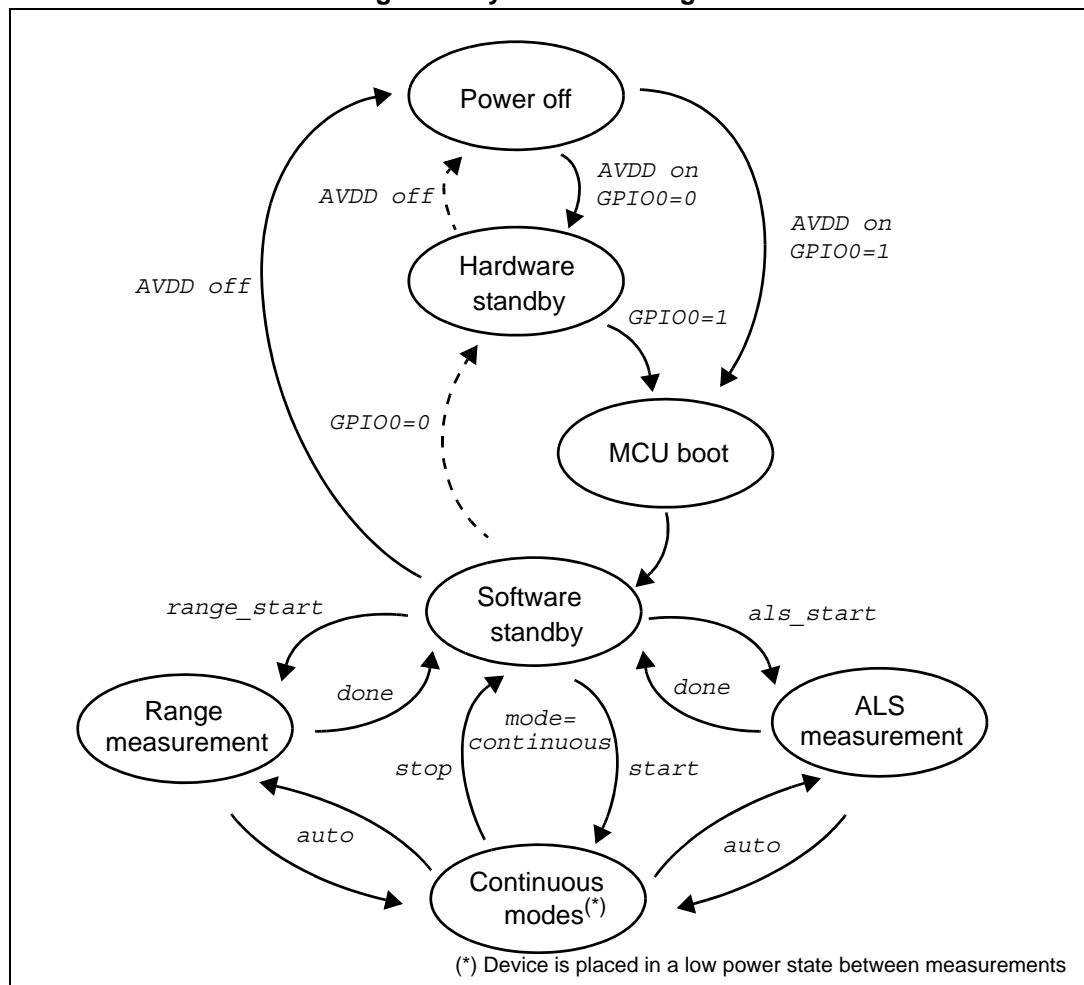 Power off
AVDD on
GPIO0=0
AVDD off
AVDD on
GPIO0=1
Hardware
standby
AVDD off
GPIO0=1
GPIO0=0
MCU boot
Software
standby
range_start
als_start
done
done
Range
measurement
mode=
continuous
ALS
measurement
stop
start
auto
auto
Continuous
modes(*)
(*) Device is placed in a low power state between measurements